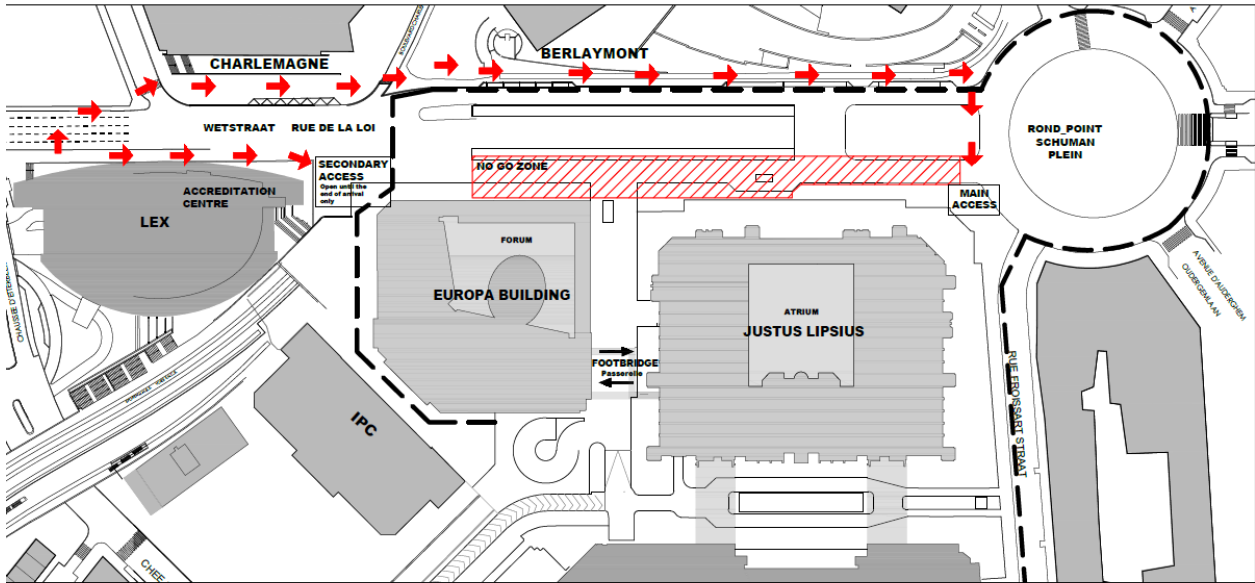 BERLAYMONT
CHARLEMAGNE
WETSTRAAT RUE DE LA LOI
ROND_POINT
SCHUMAN
PLEIN
SECONDARY
ACCESS
Open until the
end of arrival
only
NO GO ZONE
ACCREDITATION
CENTRE
LEX
MAIN
ACCESS
FORUM
EUROPA BUILDING
ATRIUM
JUSTUS LIPSIUS
AVENUE D'AUDERGHEM
OUDERGEMLAAN
FOOTBRIDGE
Passerelle
RUE FROISSART STRAAT
IPC